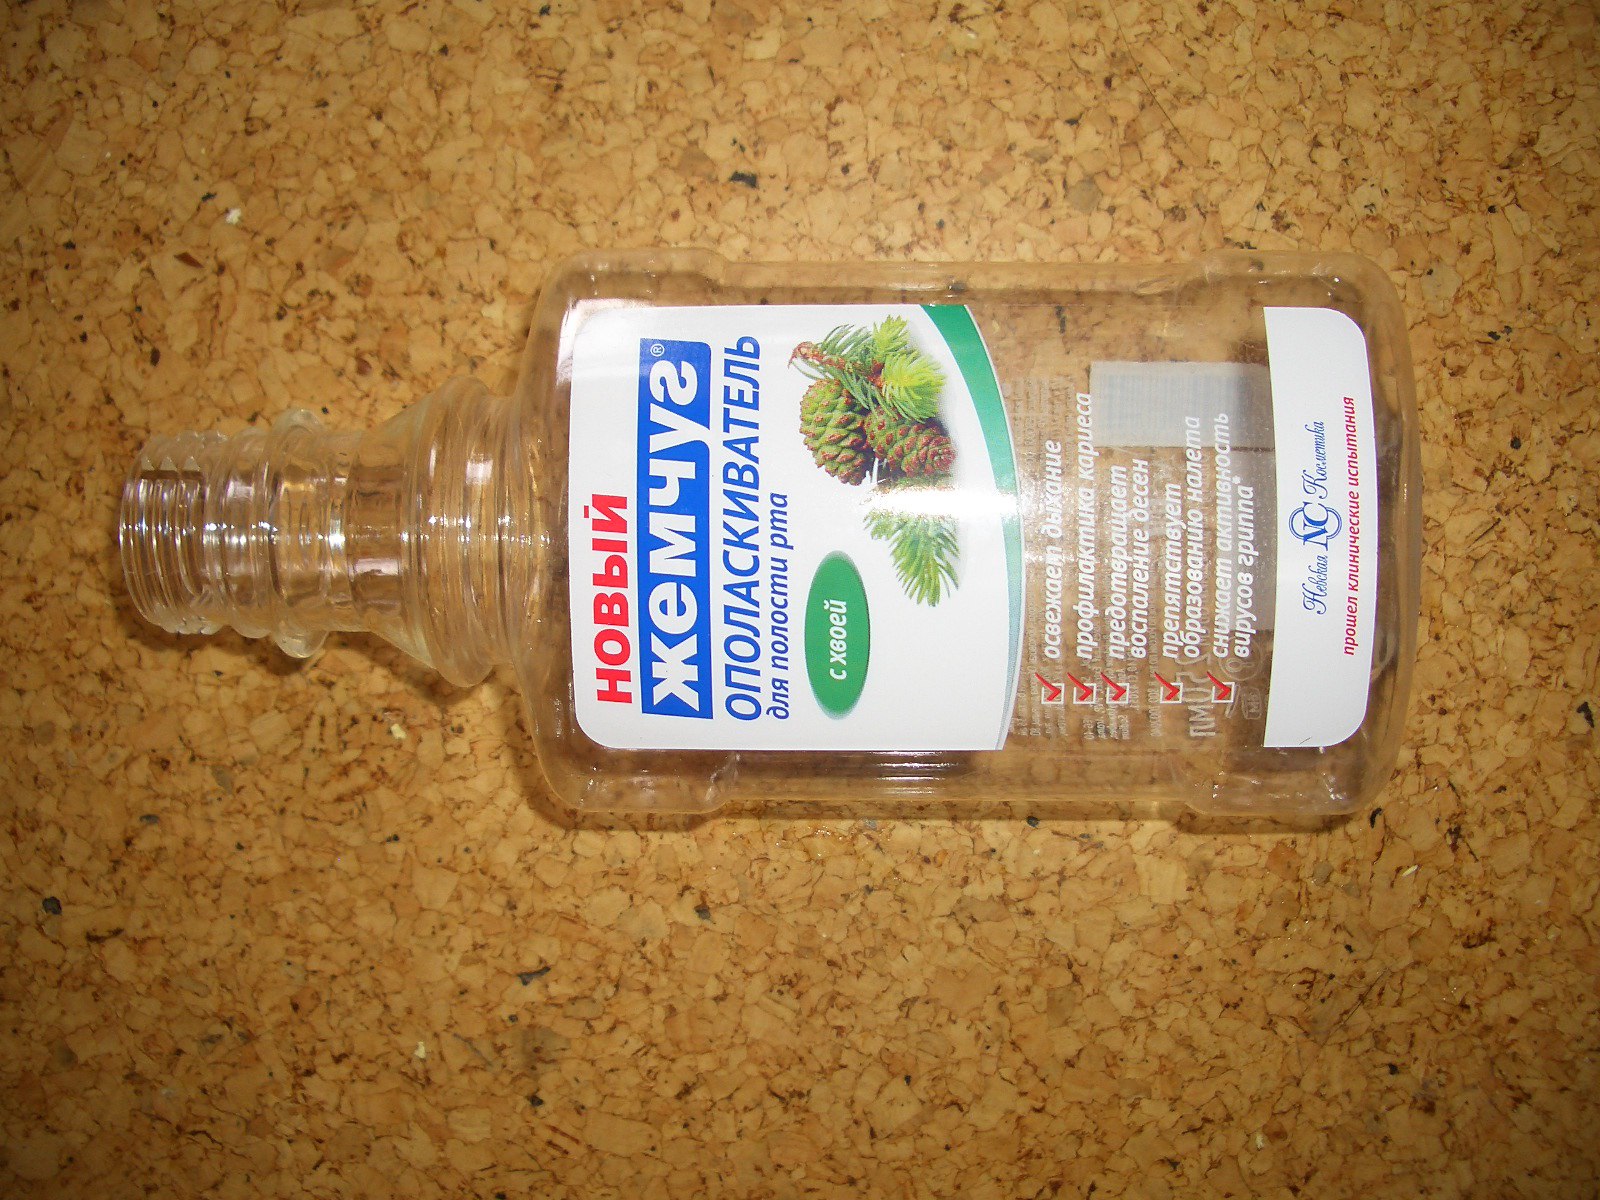 НОВЫЙ
жемчуг®
ОПОЛАСКИВАТЕЛЬ
для полости рта
с хвоей
освежает дыхание
профилактика кариеса
предотвращает
воспаление десен
препятствует
образованию налета
снижает активность
вирусов гриппа*
Невская NC Косметика
прошел клинические испытания